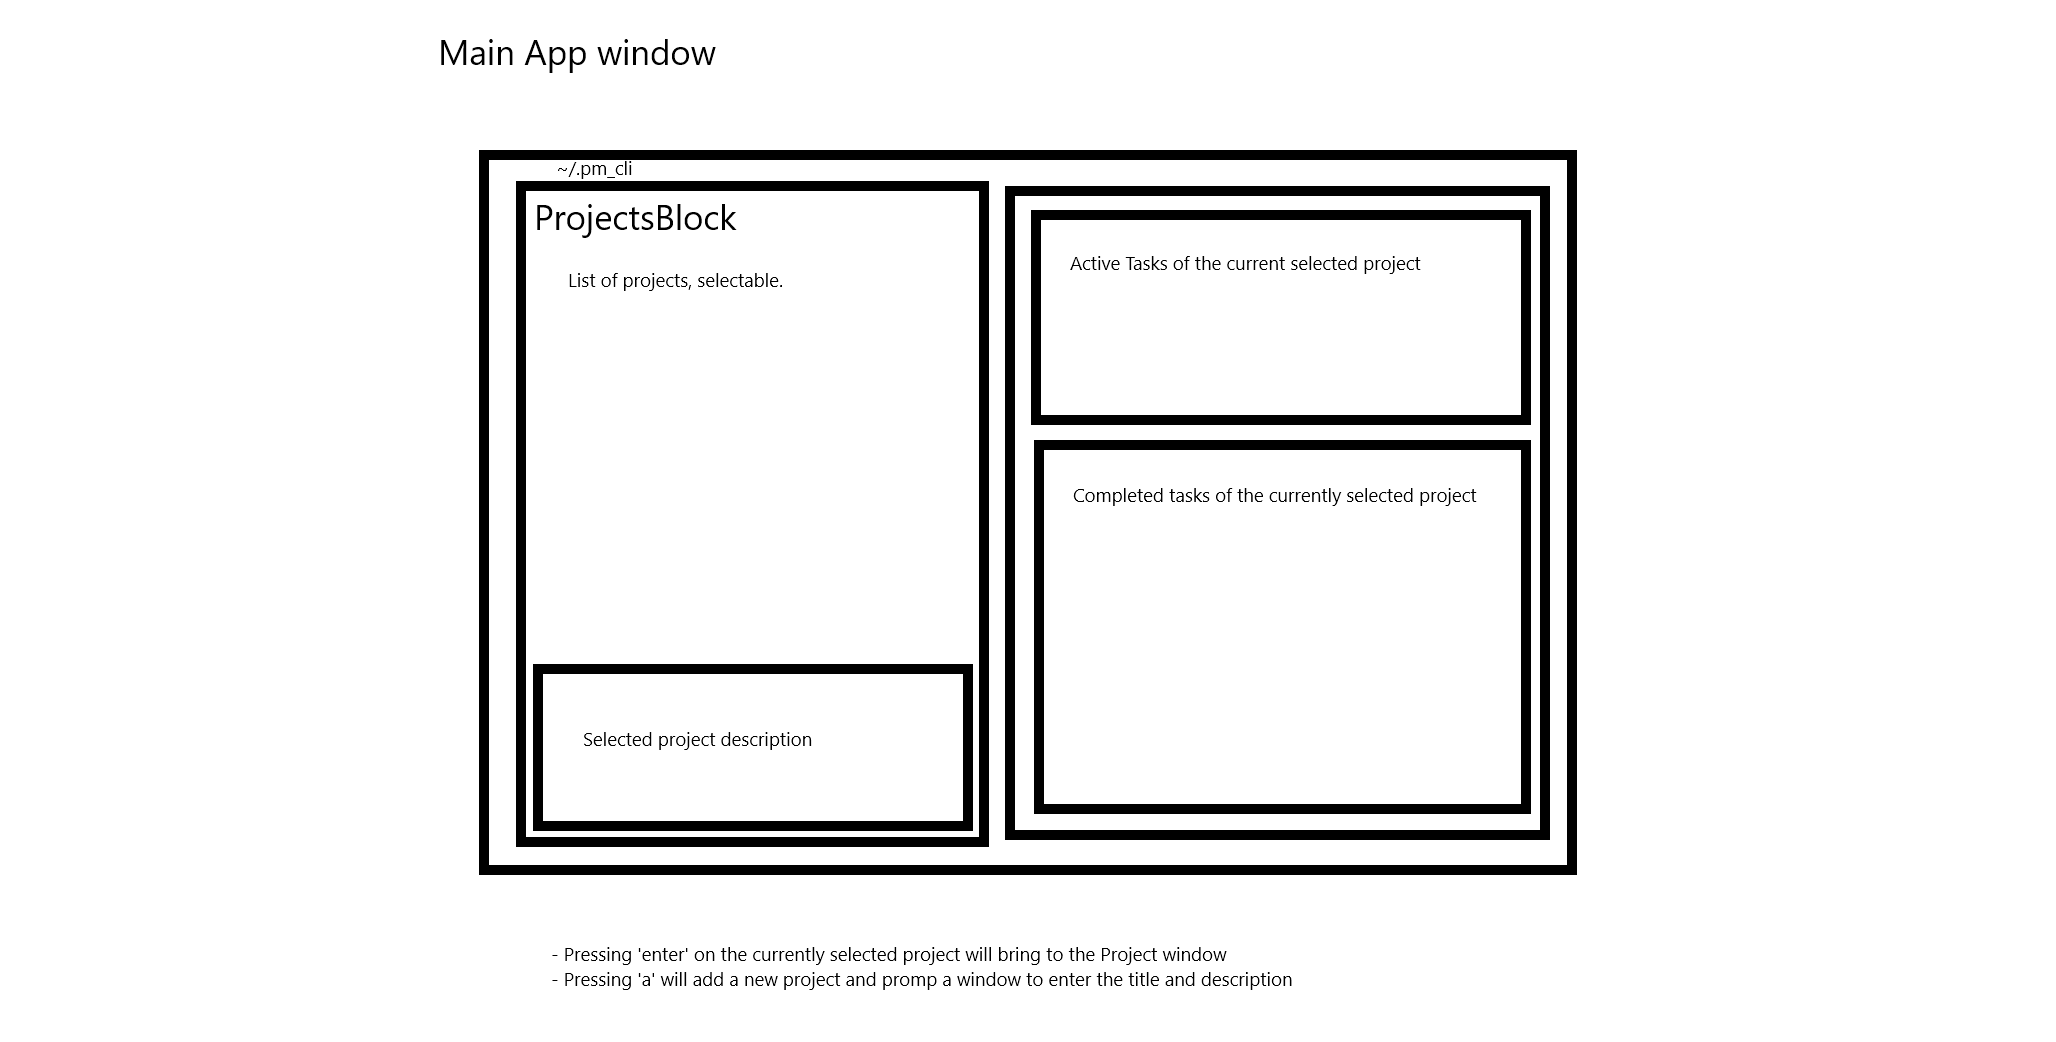 Main App window
~/.pm_cli
ProjectsBlock
List of projects, selectable.
Selected project description
Active Tasks of the current selected project
Completed tasks of the currently selected project
- Pressing 'enter' on the currently selected project will bring to the Project window
- Pressing 'a' will add a new project and promp a window to enter the title and description